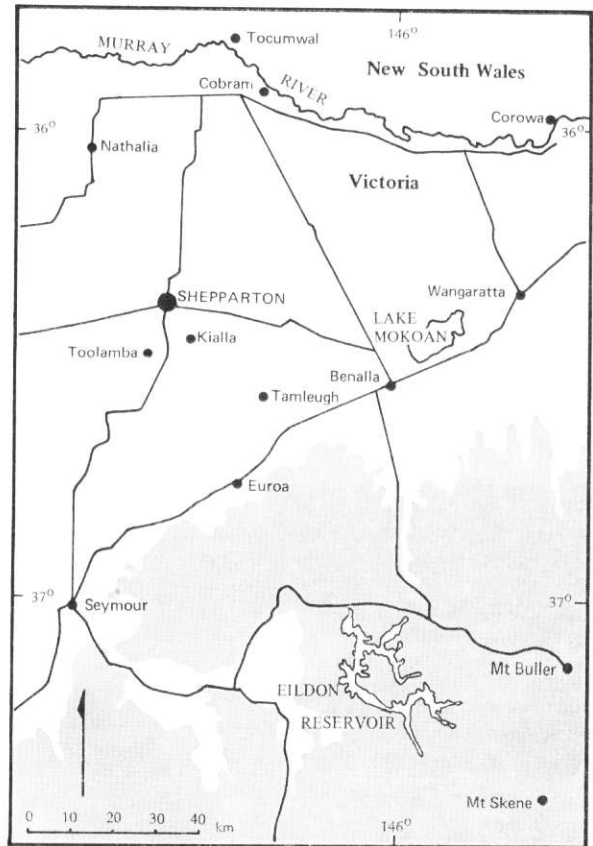 146°
Tocumwal
MURRAY
New South Wales
Cobram
RIVER
Corowa
36°
36°
Nathalia
Victoria
SHEPPARTON
Wangaratta
LAKE
MOKOAN
Kialla
Toolamba
Benalla
Tamleugh
Euroa
37°
37°
Seymour
Mt Buller
EILDON
RESERVOIR
Mt Skene
0 10 20 30 40
km
146°